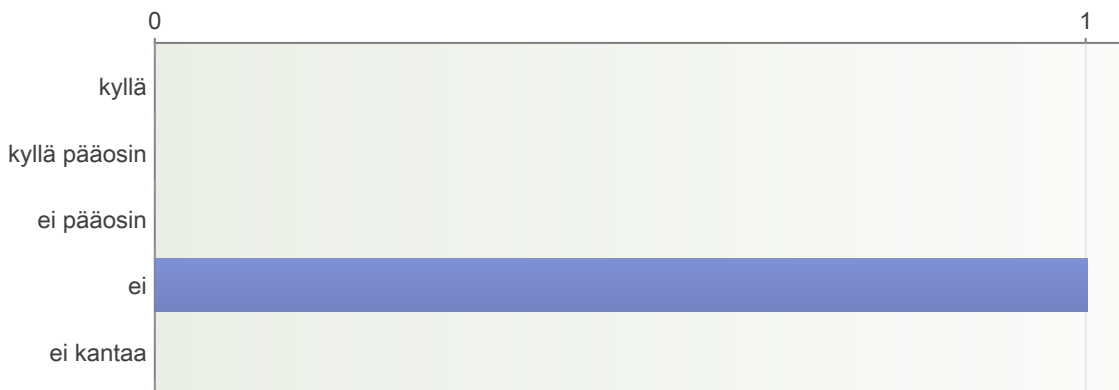 0 1
kyllä
kyllä pääosin
ei pääosin
ei
ei kantaa